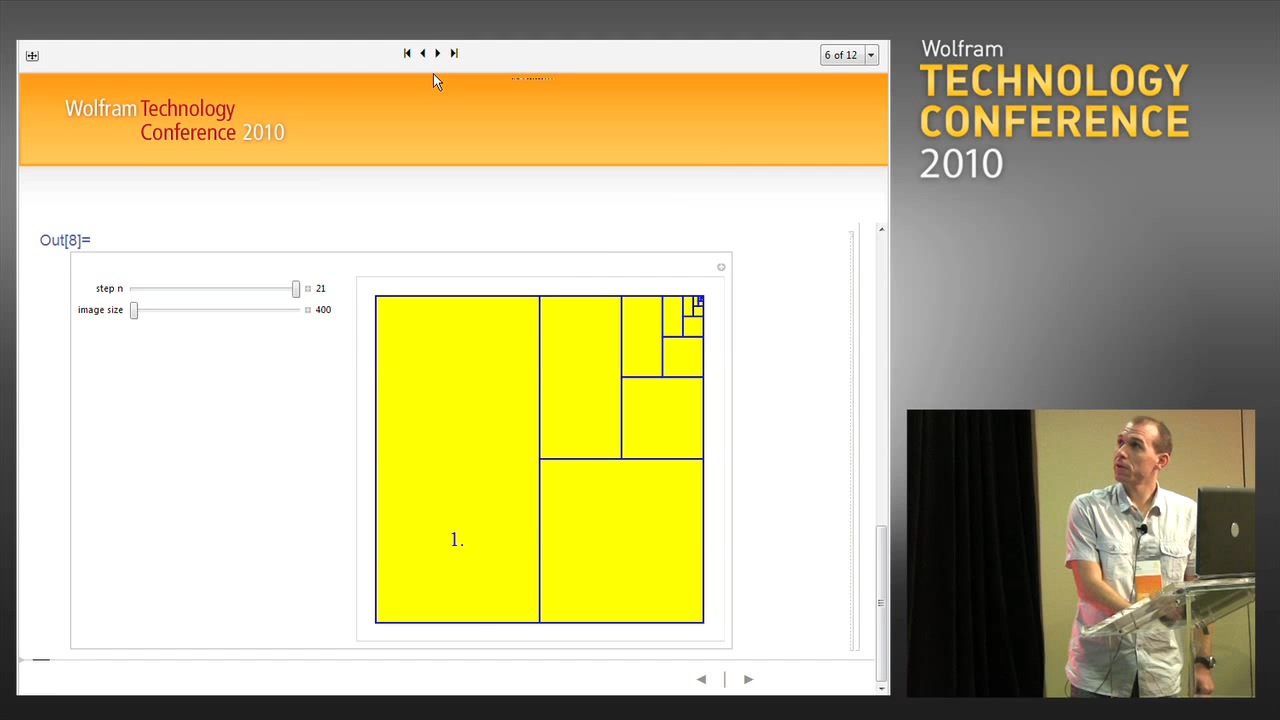 6 of 12
Wolfram Technology
Conference 2010
Out[8]=
step n
21
image size
400
1.
Wolfram
TECHNOLOGY
CONFERENCE
2010